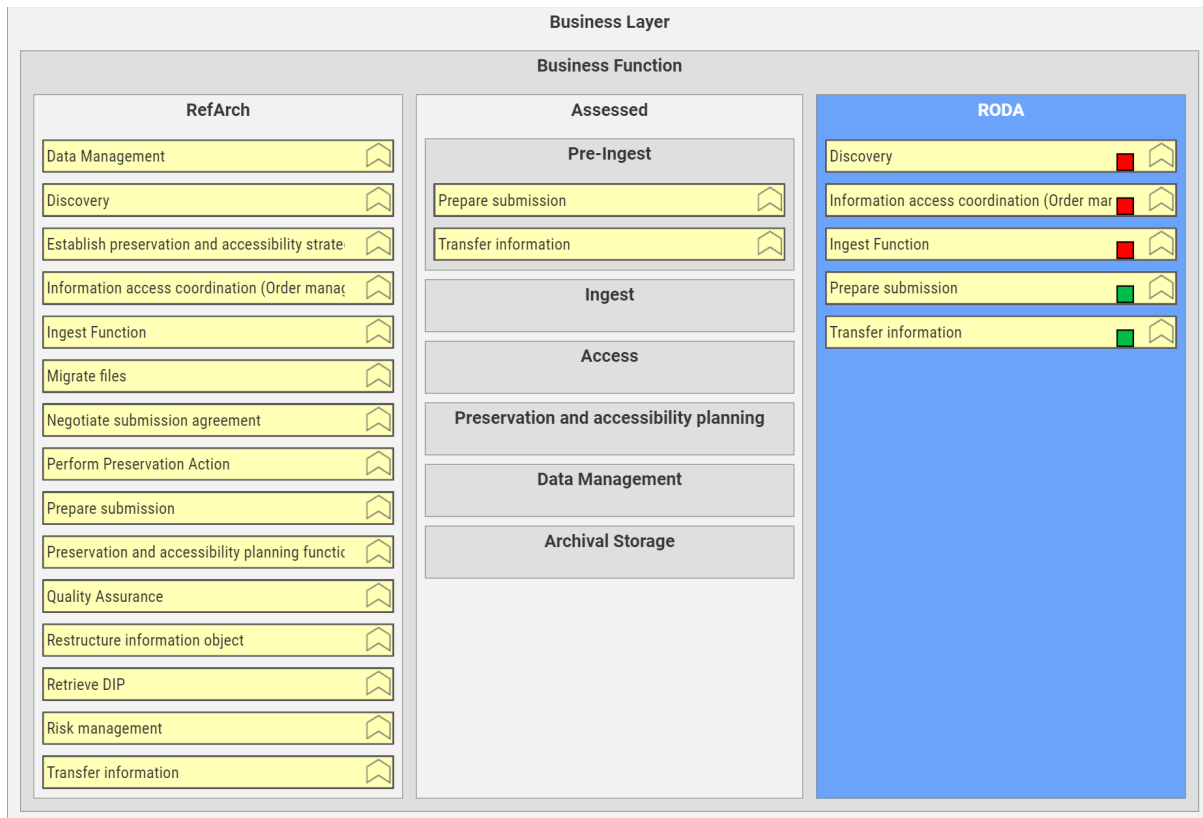 Business Layer
Business Function
RefArch
Data Management
Discovery
Establish preservation and accessibility strate
Information access coordination (Order manag
Ingest Function
Migrate files
Negotiate submission agreement
Perform Preservation Action
Prepare submission
Preservation and accessibility planning functic
Quality Assurance
Restructure information object
Retrieve DIP
Risk management
Transfer information
Assessed
Pre-Ingest
Prepare submission
Transfer information
Ingest
Access
Preservation and accessibility planning
Data Management
Archival Storage
RODA
Discovery
Information access coordination (Order mar
Ingest Function
Prepare submission
Transfer information